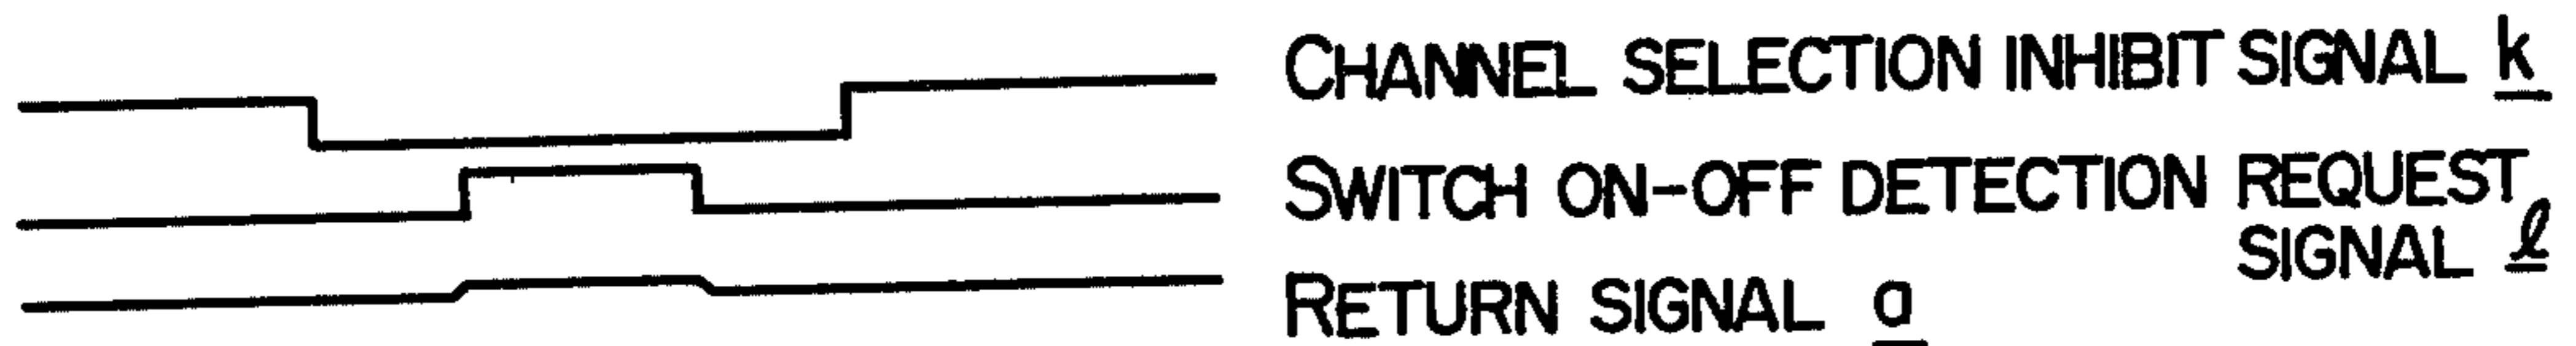 CHANNEL SELECTION INHIBIT SIGNAL k
SWITCH ON-OFF DETECTION REQUEST
SIGNAL ℓ
RETURN SIGNAL a